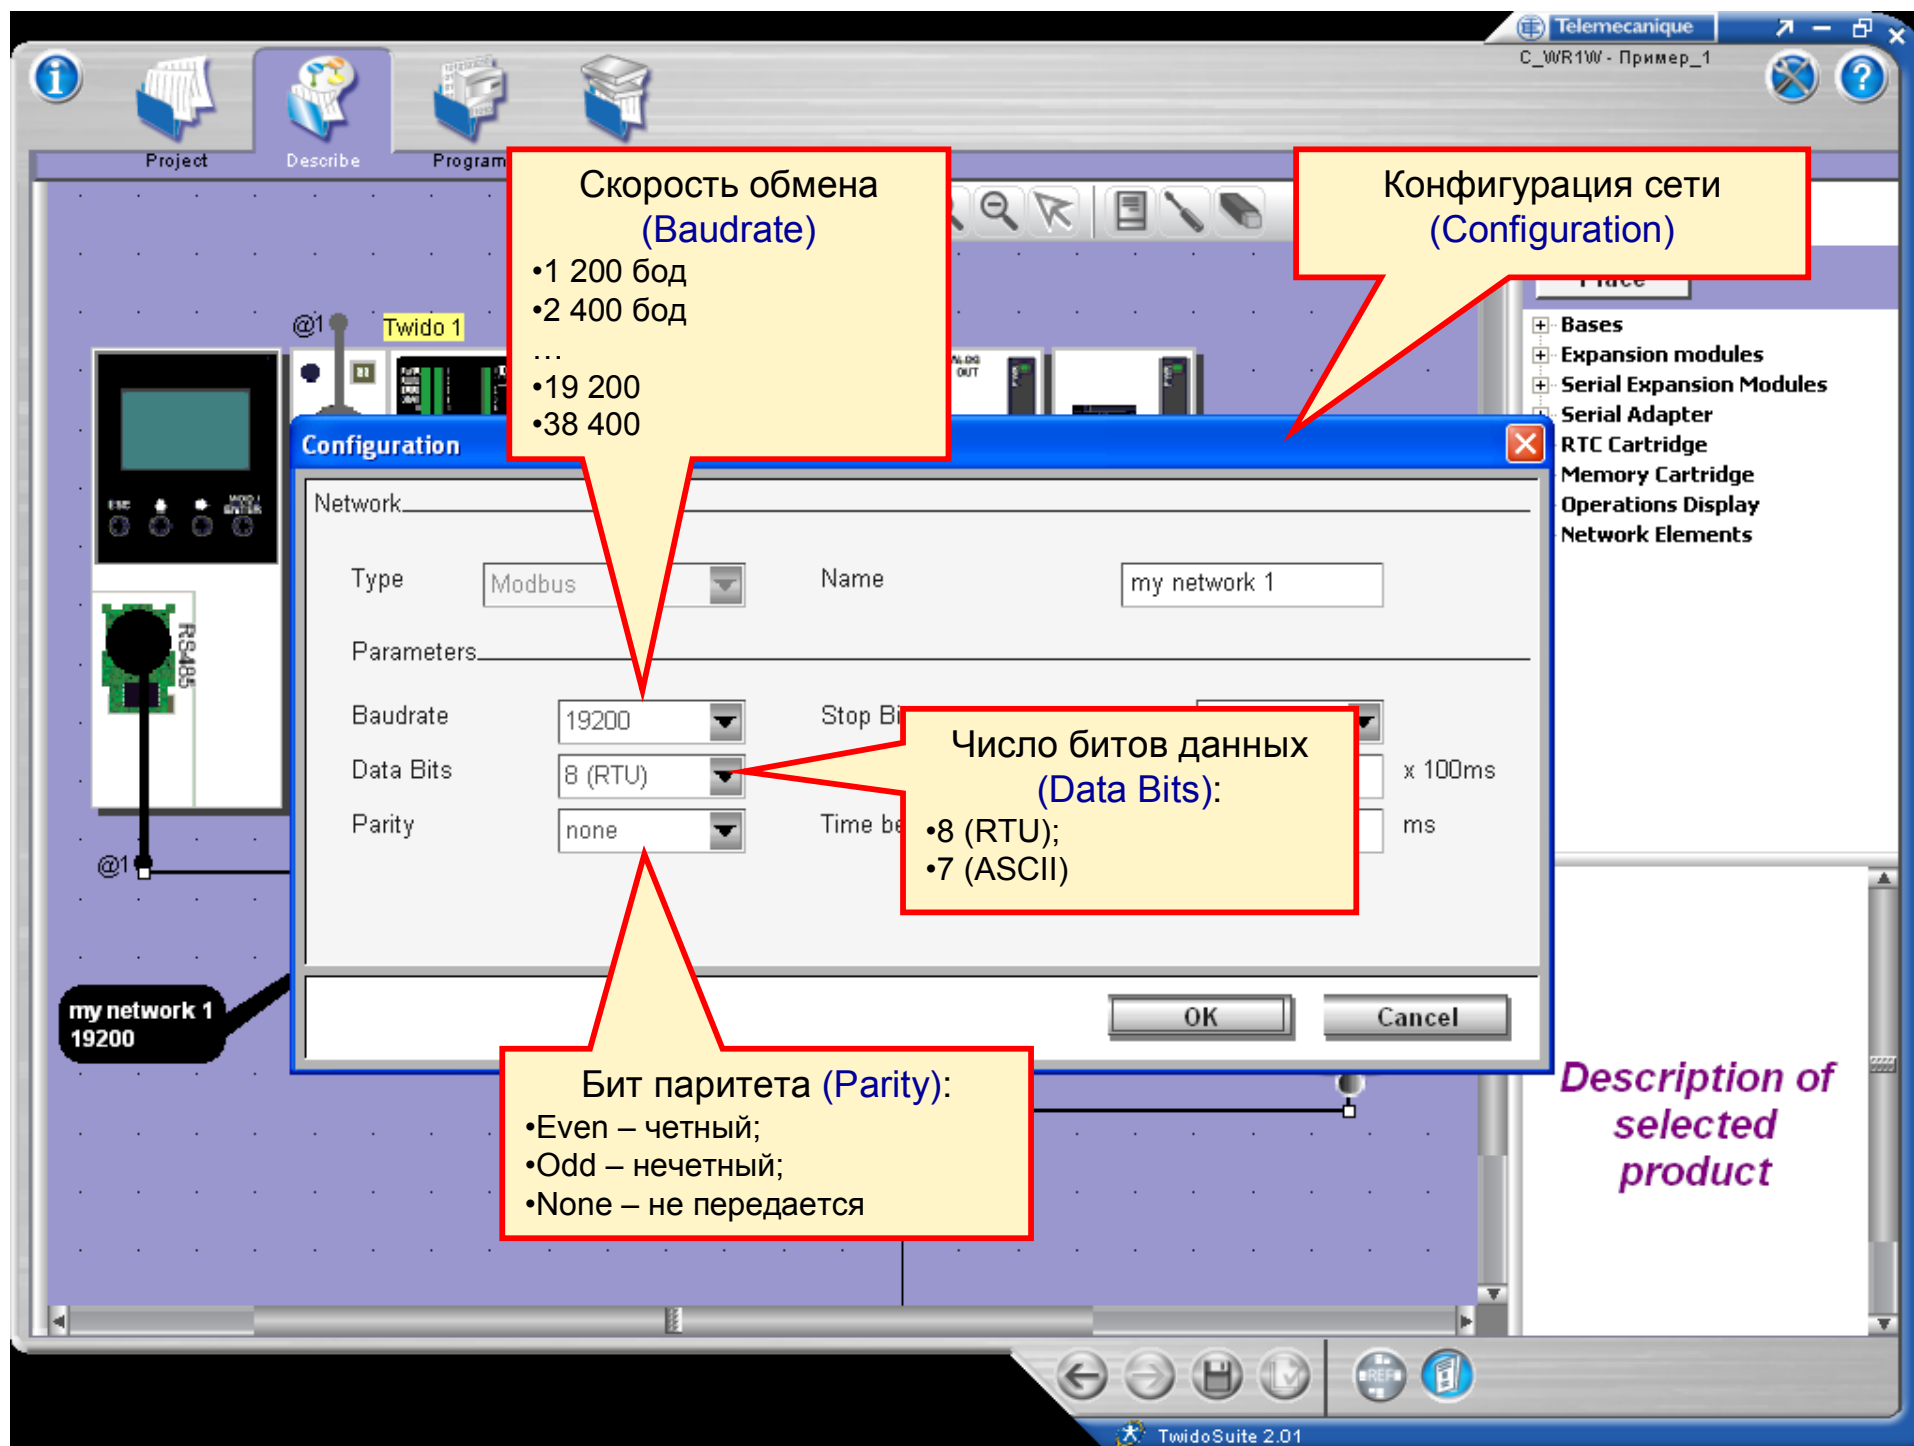 Telemecanique
C_WR1W - Пример_1
Project
Describe
Program
Скорость обмена
(Baudrate)
•1 200 бод
•2 400 бод
…
•19 200
•38 400
Конфигурация сети
(Configuration)
@1
Twido 1
OUT
Bases
Expansion modules
Serial Expansion Modules
Serial Adapter
RTC Cartridge
Memory Cartridge
Operations Display
Network Elements
ESC
RS485
Configuration
Network
Type
Modbus
Name
my network 1
Parameters
Baudrate
19200
Stop Bi
Data Bits
8 (RTU)
x 100ms
Parity
none
Time be
ms
Число битов данных
(Data Bits):
•8 (RTU);
•7 (ASCII)
@1
my network 1
19200
OK
Cancel
Бит паритета (Parity):
•Even – четный;
•Odd – нечетный;
•None – не передается
Description of
selected
product
REF
TwidoSuite 2.01